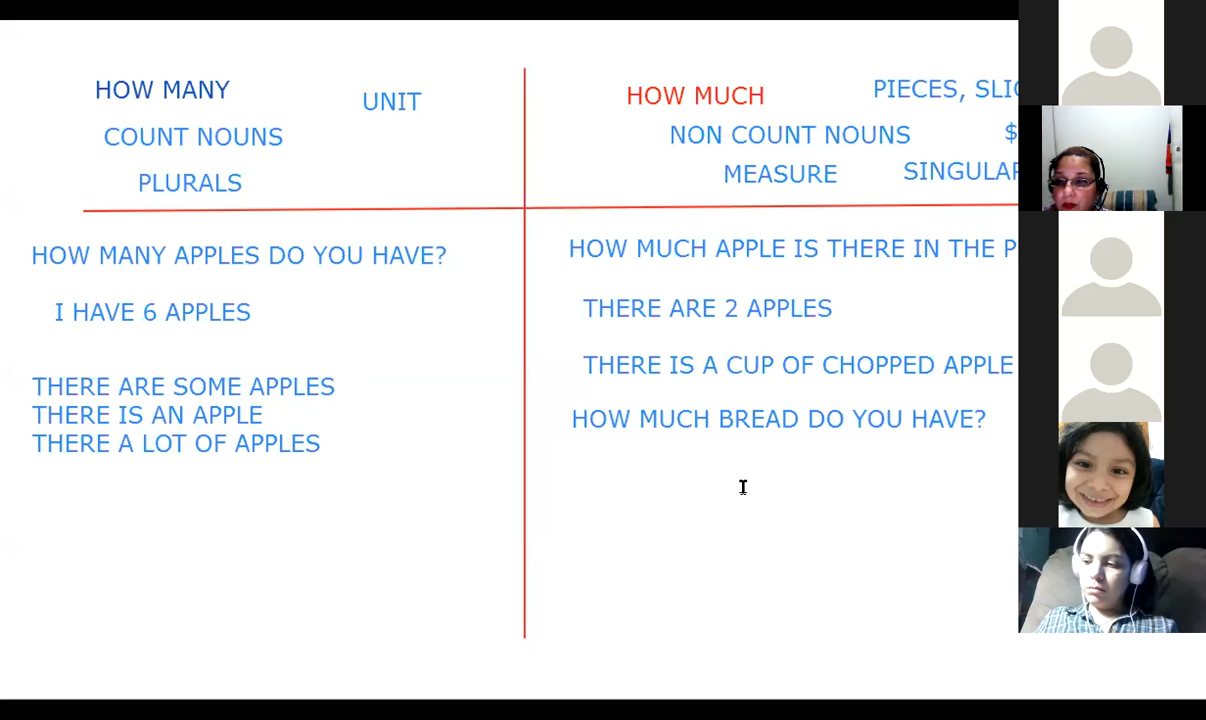 HOW MANY
UNIT
COUNT NOUNS
PLURALS
HOW MANY APPLES DO YOU HAVE?
I HAVE 6 APPLES
THERE ARE SOME APPLES
THERE IS AN APPLE
THERE A LOT OF APPLES
HOW MUCH
PIECES,
NON COUNT NOUNS
$
MEASURE
HOW MUCH APPLE IS THERE IN THE
THERE ARE 2 APPLES
THERE IS A CUP OF CHOPPED APPLE
HOW MUCH BREAD DO YOU HAVE?